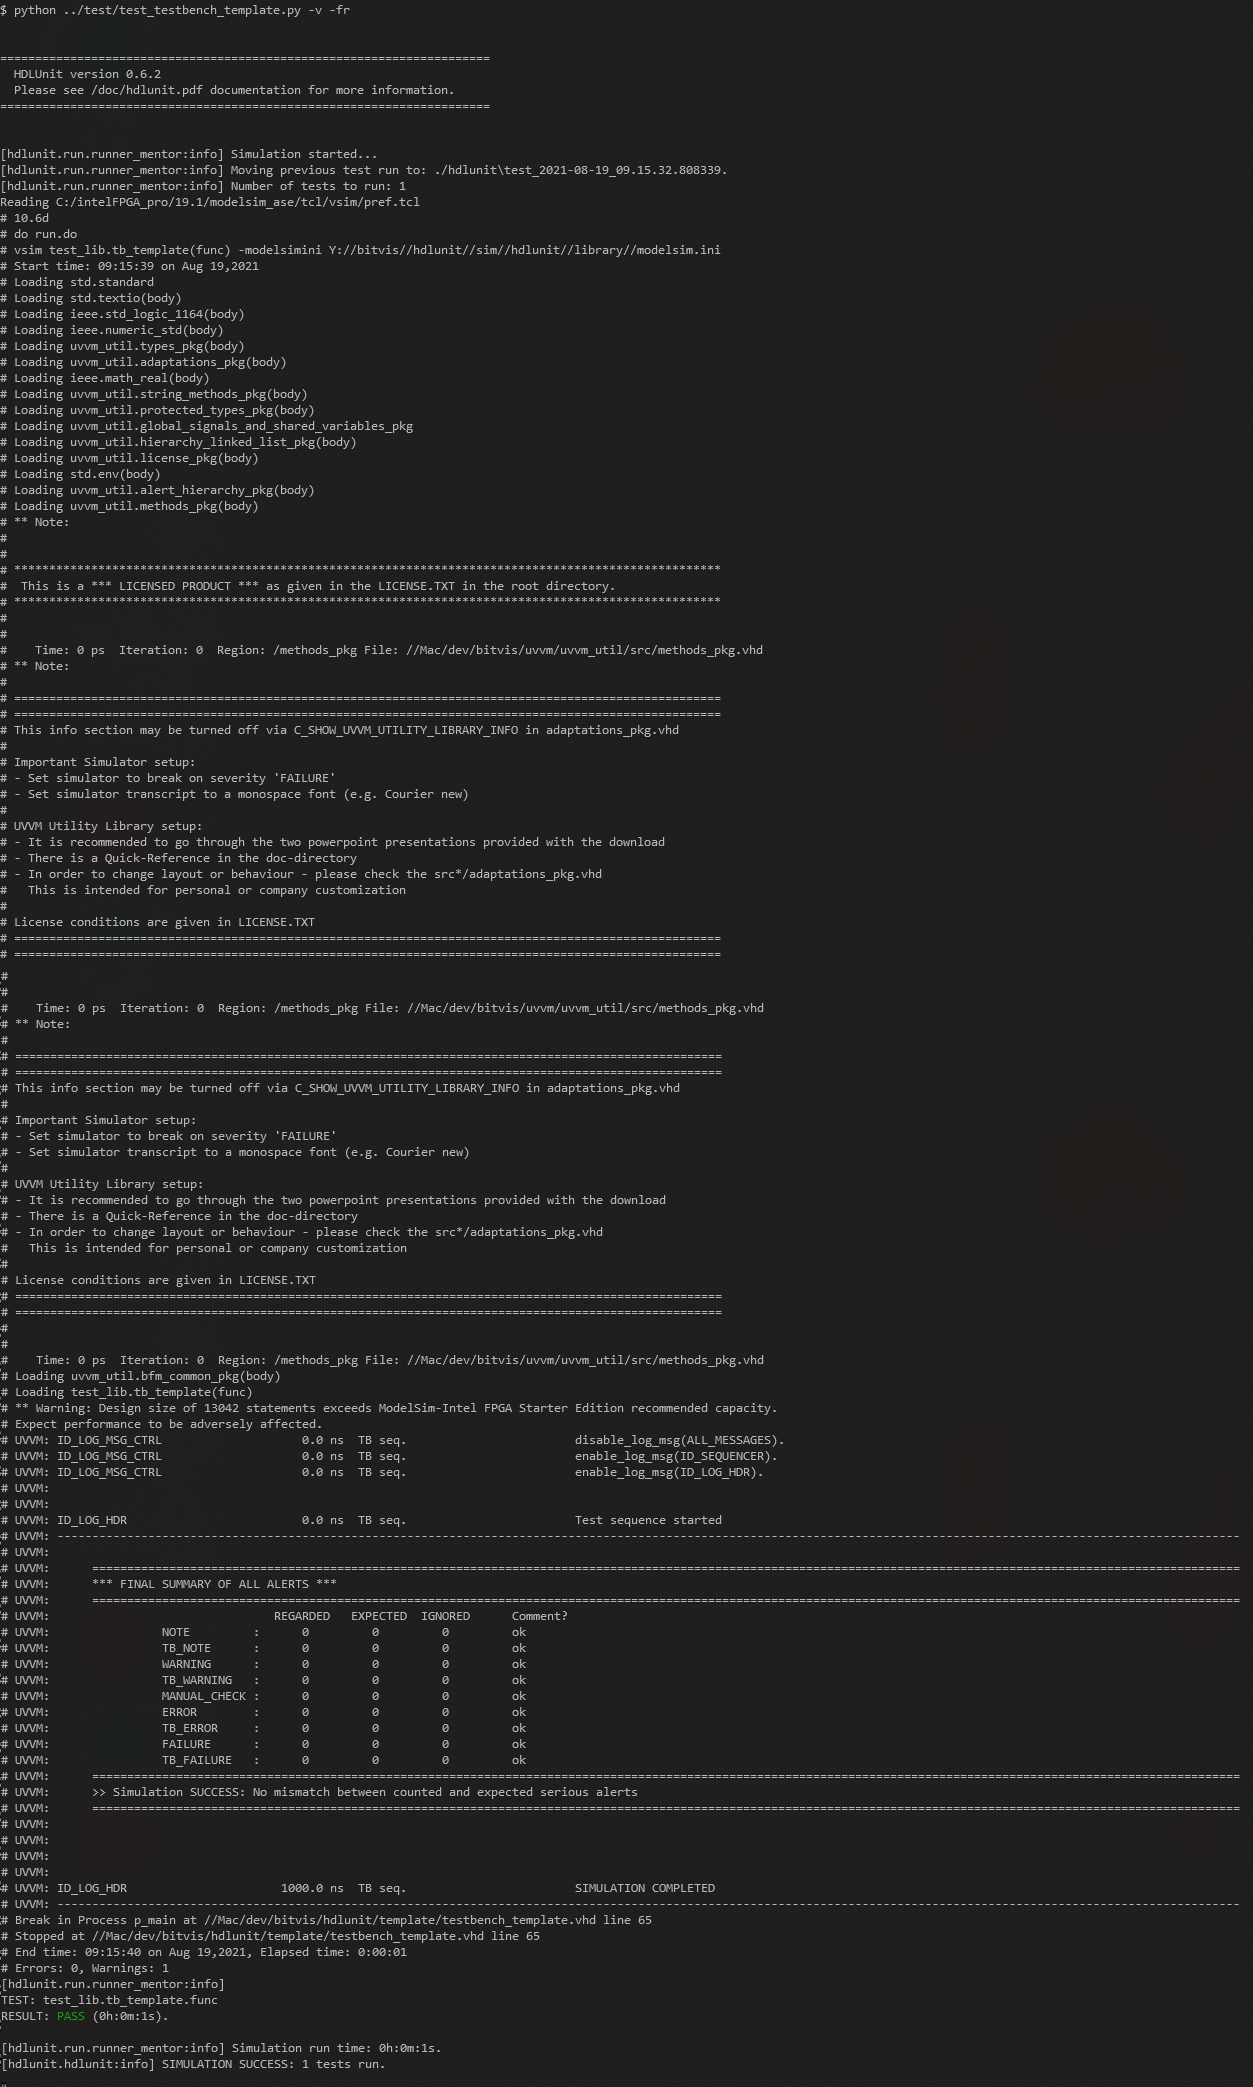 $ python ../test/test_testbench_template.py -v -fr
======================================================================
HDLUnit version 0.6.2
Please see /doc/hdlunit.pdf documentation for more information.
======================================================================
[hdlunit.run.runner_mentor:info] Simulation started...
[hdlunit.run.runner_mentor:info] Moving previous test run to: ./hdlunit\test_2021-08-19_09.15.32.808339.
[hdlunit.run.runner_mentor:info] Number of tests to run: 1
Reading C:/intelFPGA_pro/19.1/modelsim_ase/tcl/vsim/pref.tcl
# 10.6d
# do run.do
# vsim test_lib.tb_template(func) -modelsimini Y://bitvis//hdlunit//sim//hdlunit//library//modelsim.ini
# Start time: 09:15:39 on Aug 19,2021
# Loading std.standard
# Loading std.textio(body)
# Loading ieee.std_logic_1164(body)
# Loading ieee.numeric_std(body)
# Loading uvvm_util.types_pkg(body)
# Loading uvvm_util.adaptations_pkg(body)
# Loading ieee.math_real(body)
# Loading uvvm_util.string_methods_pkg(body)
# Loading uvvm_util.protected_types_pkg(body)
# Loading uvvm_util.global_signals_and_shared_variables_pkg
# Loading uvvm_util.hierarchy_linked_list_pkg(body)
# Loading uvvm_util.license_pkg(body)
# Loading std.env(body)
# Loading uvvm_util.alert_hierarchy_pkg(body)
# Loading uvvm_util.methods_pkg(body)
# ** Note:
#
#
# *****************************************************************************************************
#  This is a *** LICENSED PRODUCT *** as given in the LICENSE.TXT in the root directory.
# *****************************************************************************************************
#
#
#    Time: 0 ps  Iteration: 0  Region: /methods_pkg File: //Mac/dev/bitvis/uvvm/uvvm_util/src/methods_pkg.vhd
# ** Note:
#
# =====================================================================================================
# =====================================================================================================
# This info section may be turned off via C_SHOW_UVVM_UTILITY_LIBRARY_INFO in adaptations_pkg.vhd
#
# Important Simulator setup:
# - Set simulator to break on severity 'FAILURE'
# - Set simulator transcript to a monospace font (e.g. Courier new)
#
# UVVM Utility Library setup:
# - It is recommended to go through the two powerpoint presentations provided with the download
# - There is a Quick-Reference in the doc-directory
# - In order to change layout or behaviour - please check the src*/adaptations_pkg.vhd
#   This is intended for personal or company customization
#
# License conditions are given in LICENSE.TXT
# =====================================================================================================
# =====================================================================================================
#
#
#    Time: 0 ps  Iteration: 0  Region: /methods_pkg File: //Mac/dev/bitvis/uvvm/uvvm_util/src/methods_pkg.vhd
# ** Note:
#
# =====================================================================================================
# =====================================================================================================
# This info section may be turned off via C_SHOW_UVVM_UTILITY_LIBRARY_INFO in adaptations_pkg.vhd
#
# Important Simulator setup:
# - Set simulator to break on severity 'FAILURE'
# - Set simulator transcript to a monospace font (e.g. Courier new)
#
# UVVM Utility Library setup:
# - It is recommended to go through the two powerpoint presentations provided with the download
# - There is a Quick-Reference in the doc-directory
# - In order to change layout or behaviour - please check the src*/adaptations_pkg.vhd
#   This is intended for personal or company customization
#
# License conditions are given in LICENSE.TXT
# =====================================================================================================
# =====================================================================================================
#
#
#    Time: 0 ps  Iteration: 0  Region: /methods_pkg File: //Mac/dev/bitvis/uvvm/uvvm_util/src/methods_pkg.vhd
# Loading uvvm_util.bfm_common_pkg(body)
# Loading test_lib.tb_template(func)
# ** Warning: Design size of 13042 statements exceeds ModelSim-Intel FPGA Starter Edition recommended capacity.
# Expect performance to be adversely affected.
# UVVM: ID_LOG_MSG_CTRL                    0.0 ns  TB seq.                        disable_log_msg(ALL_MESSAGES).
# UVVM: ID_LOG_MSG_CTRL                    0.0 ns  TB seq.                        enable_log_msg(ID_SEQUENCER).
# UVVM: ID_LOG_MSG_CTRL                    0.0 ns  TB seq.                        enable_log_msg(ID_LOG_HDR).
# UVVM:
# UVVM:
# UVVM: ID_LOG_HDR                         0.0 ns  TB seq.                        Test sequence started
# UVVM: -------------------------------------------------------------------------------------------------------------------------------------------------------------------------
# UVVM:
# UVVM:      ====================================================================================================================================================================
# UVVM:      *** FINAL SUMMARY OF ALL ALERTS ***
# UVVM:      ====================================================================================================================================================================
# UVVM:                                REGARDED   EXPECTED  IGNORED      Comment?
# UVVM:                NOTE         :      0         0         0         ok
# UVVM:                TB_NOTE      :      0         0         0         ok
# UVVM:                WARNING      :      0         0         0         ok
# UVVM:                TB_WARNING   :      0         0         0         ok
# UVVM:                MANUAL_CHECK :      0         0         0         ok
# UVVM:                ERROR        :      0         0         0         ok
# UVVM:                TB_ERROR     :      0         0         0         ok
# UVVM:                FAILURE      :      0         0         0         ok
# UVVM:                TB_FAILURE   :      0         0         0         ok
# UVVM:      ====================================================================================================================================================================
# UVVM:      >> Simulation SUCCESS: No mismatch between counted and expected serious alerts
# UVVM:      ====================================================================================================================================================================
# UVVM:
# UVVM:
# UVVM:
# UVVM:
# UVVM: ID_LOG_HDR                      1000.0 ns  TB seq.                        SIMULATION COMPLETED
# UVVM: -------------------------------------------------------------------------------------------------------------------------------------------------------------------------
# Break in Process p_main at //Mac/dev/bitvis/hdlunit/template/testbench_template.vhd line 65
# Stopped at //Mac/dev/bitvis/hdlunit/template/testbench_template.vhd line 65
# End time: 09:15:40 on Aug 19,2021, Elapsed time: 0:00:01
# Errors: 0, Warnings: 1
[hdlunit.run.runner_mentor:info]
TEST: test_lib.tb_template.func
RESULT: PASS (0h:0m:1s).
[hdlunit.run.runner_mentor:info] Simulation run time: 0h:0m:1s.
[hdlunit.hdlunit:info] SIMULATION SUCCESS: 1 tests run.